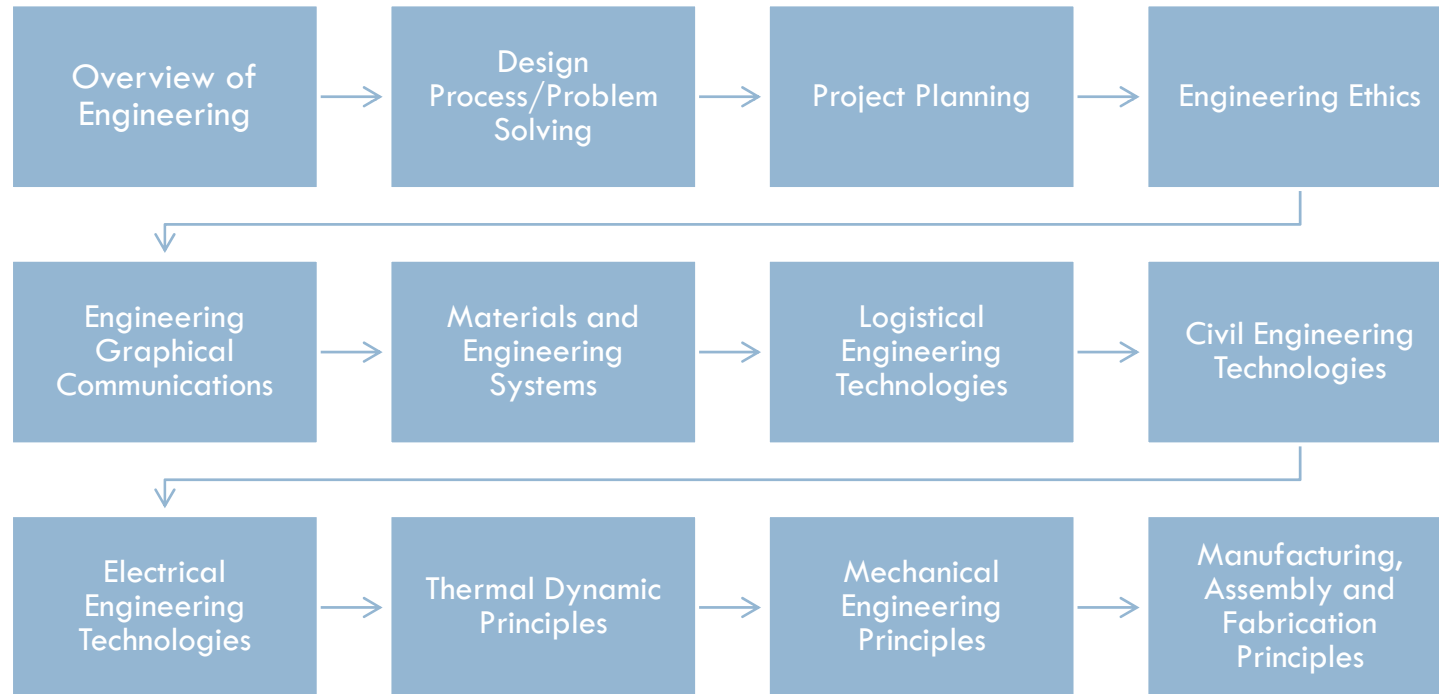 Overview of
Engineering
Design
Process/Problem
Solving
Project Planning
Engineering Ethics
Engineering
Graphical
Communications
Materials and
Engineering
Systems
Logistical
Engineering
Technologies
Civil Engineering
Technologies
Electrical
Engineering
Technologies
Thermal Dynamic
Principles
Mechanical
Engineering
Principles
Manufacturing,
Assembly and
Fabrication
Principles